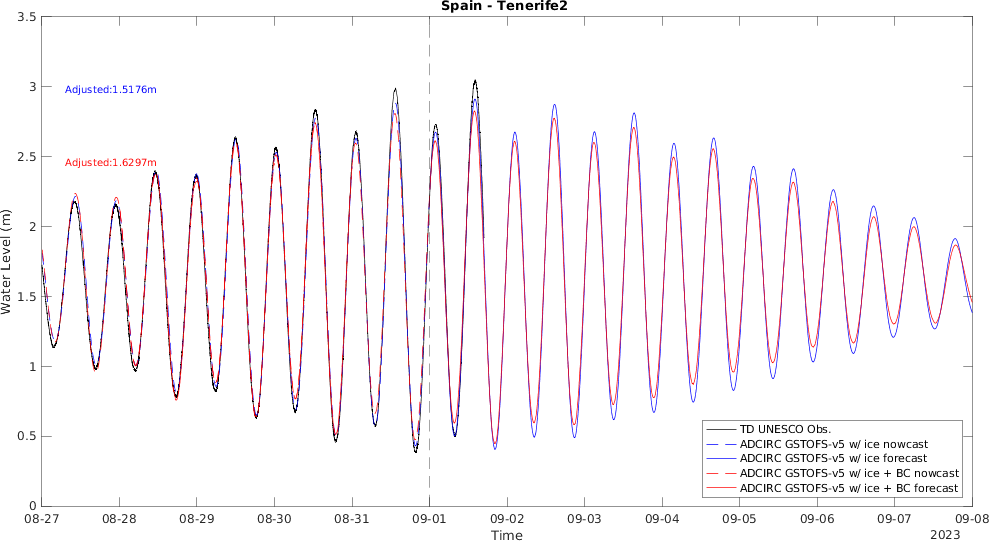 Spain - Tenerife2
3.5
3
2.5
2
1.5
1
0.5
0
Water Level (m)
Adjusted:1.5176m
Adjusted:1.6297m
TD UNESCO Obs.
ADCIRC GSTOFS-v5 w/ ice nowcast
ADCIRC GSTOFS-v5 w/ ice forecast
ADCIRC GSTOFS-v5 w/ ice + BC nowcast
ADCIRC GSTOFS-v5 w/ ice + BC forecast
08-27 08-28 08-29 08-30 08-31 09-01 09-02 09-03 09-04 09-05 09-06 09-07 09-08
Time
2023